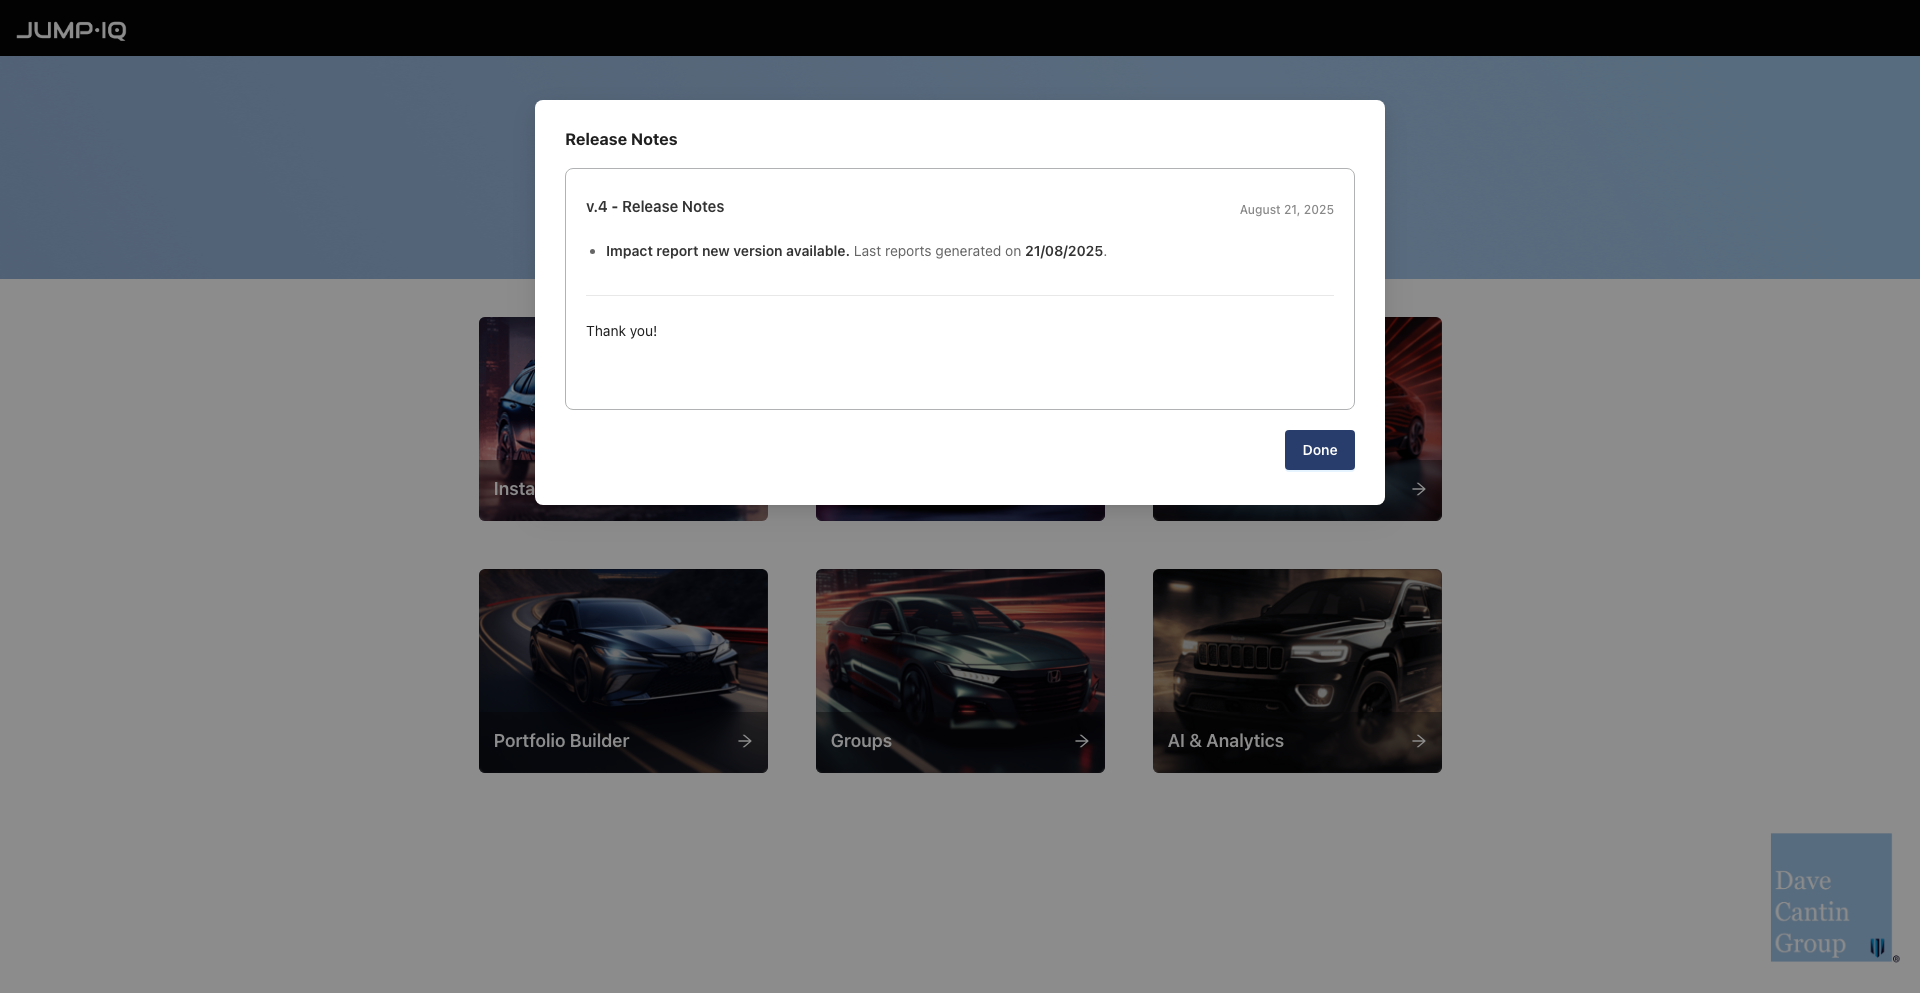 JUMP·IQ
Release Notes
v.4 - Release Notes
August 21, 2025
• Impact report new version available. Last reports generated on 21/08/2025.
Thank you!
Done
Insta
Portfolio Builder
Groups
AI & Analytics
Dave
Cantin
Group
®